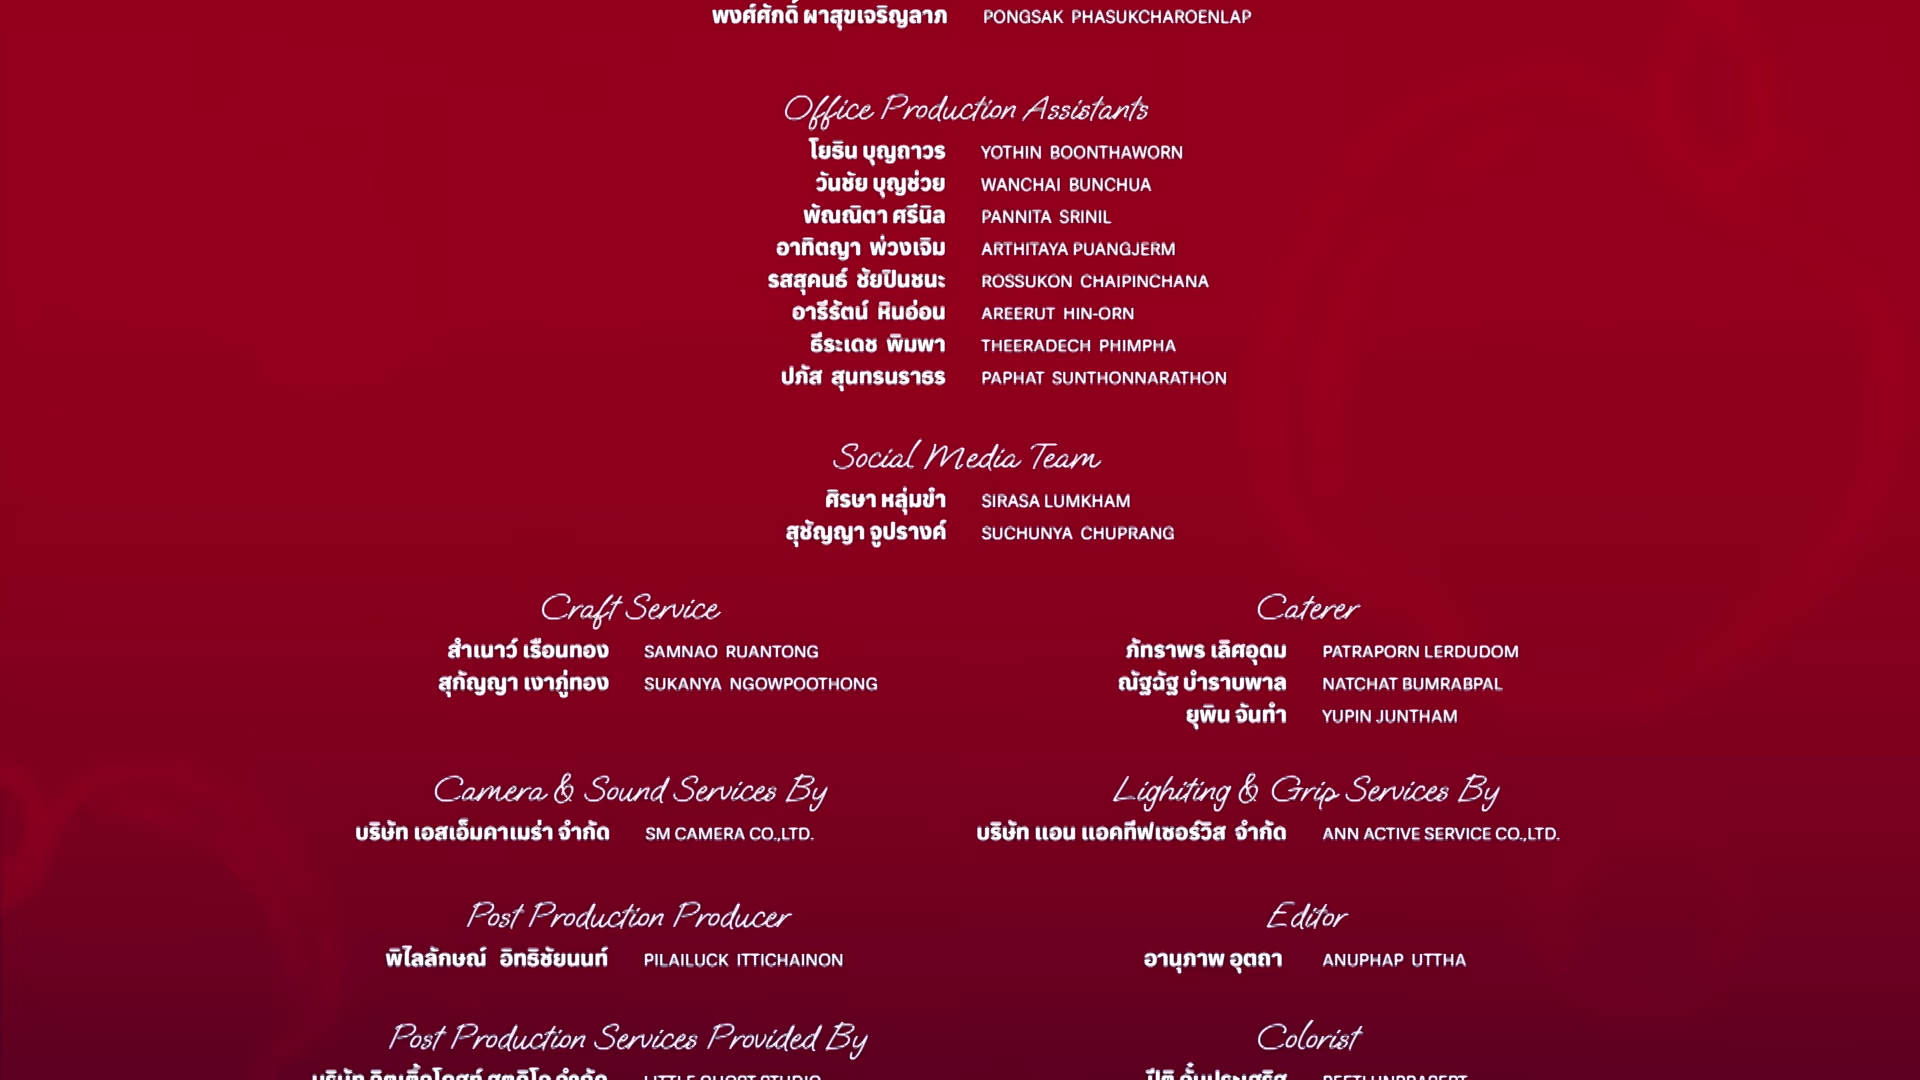 พงศ์ศักดิ์ ผาสุขเจริญลาภ PONGSAK PHASUKCHAROENLAP
Office Production Assistants
โยธิน บุญถาวร YOTHIN BOONTHAWORN
วันชัย บุญช่วย WANCHAI BUNCHUA
พัณณิตา ศรีนิล PANNITA SRINIL
อาทิตญา พ่วงเจิม ARTHITAYA PUANGJERM
รสสุคนธ์ ชัยปินชนะ ROSSUKON CHAIPINCHANA
อารีรัตน์ หินอ่อน AREERUT HIN-ORN
ธีระเดช พิมพา THEERADECH PHIMPHA
ปภัส สุนทรนราธร PAPHAT SUNTHONNARATHON
Social Media Team
ศิรษา หลุ่มขำ SIRASA LUMKHAM
สุชัญญา จูปรางค์ SUCHUNYA CHUPRANG
Craft Service
สำเนาว์ เรือนทอง SAMNAO RUANTONG
สุกัญญา เงาภู่ทอง SUKANYA NGOWPOOTHONG
Caterer
ภัทราพร เลิศอุดม PATRAPORN LERDUDOM
ณัฐฉัฐ บำราบพาล NATCHAT BUMRABPAL
ยุพิน จันทำ YUPIN JUNTHAM
Camera & Sound Services By
บริษัท เอสเอ็มคาเมร่า จำกัด SM CAMERA CO.,LTD.
Lighiting & Grip Services By
บริษัท แอน แอคทีฟเซอร์วิส จำกัด ANN ACTIVE SERVICE CO.,LTD.
Post Production Producer
พิไลลักษณ์ อิทธิชัยนนท์ PILAILUCK ITTICHAINON
Editor
อานุภาพ อุตถา ANUPHAP UTTHA
Post Production Services Provided By
Colorist